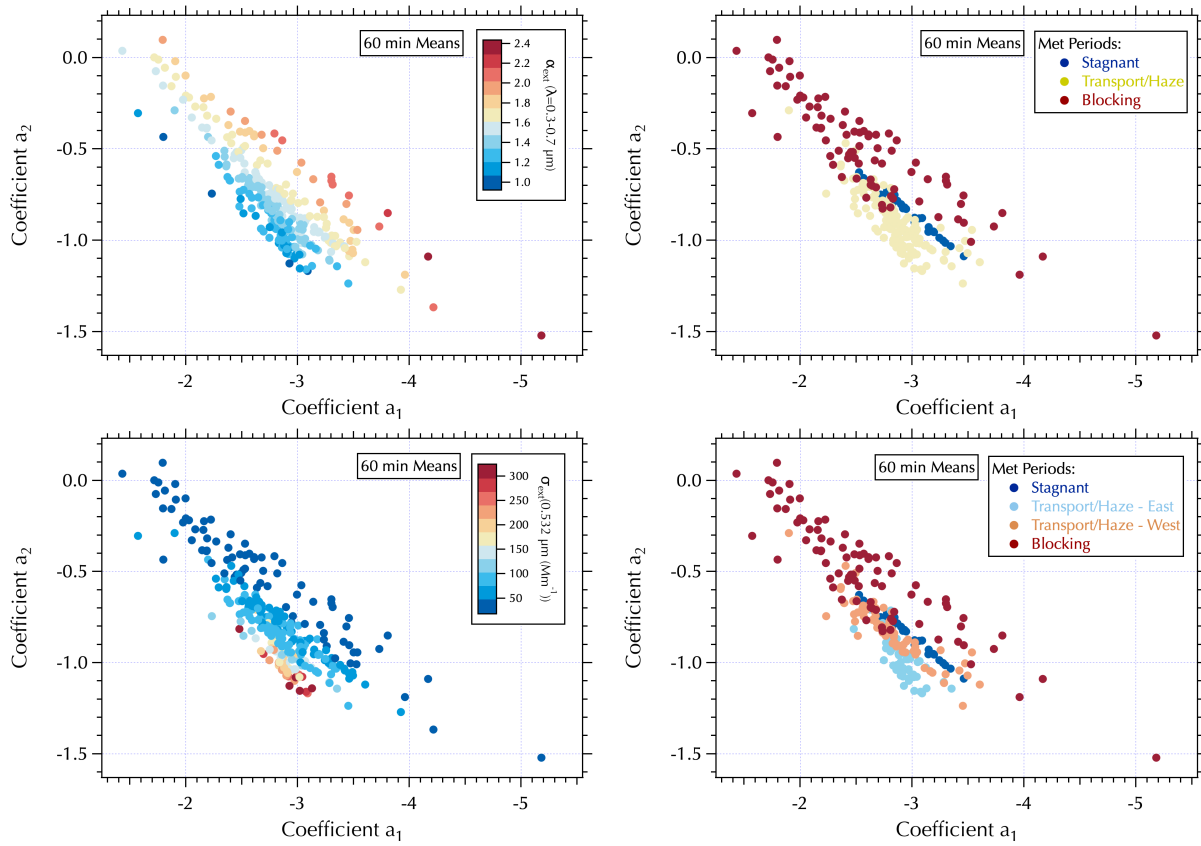 60 min Means
2.4
2.2
2.0
1.8
1.6
1.4
1.2
1.0
αext (λ=0.3-0.7 µm)
0.0
-0.5
-1.0
-1.5
Coefficient a2
-2
-3
-4
-5
Coefficient a1
60 min Means
Met Periods:
Stagnant
Transport/Haze
Blocking
0.0
-0.5
-1.0
-1.5
Coefficient a2
-2
-3
-4
-5
Coefficient a1
60 min Means
300
250
200
150
100
50
σext(0.532 µm (Mm-1))
0.0
-0.5
-1.0
-1.5
Coefficient a2
-2
-3
-4
-5
Coefficient a1
60 min Means
Met Periods:
Stagnant
Transport/Haze - East
Transport/Haze - West
Blocking
0.0
-0.5
-1.0
-1.5
Coefficient a2
-2
-3
-4
-5
Coefficient a1